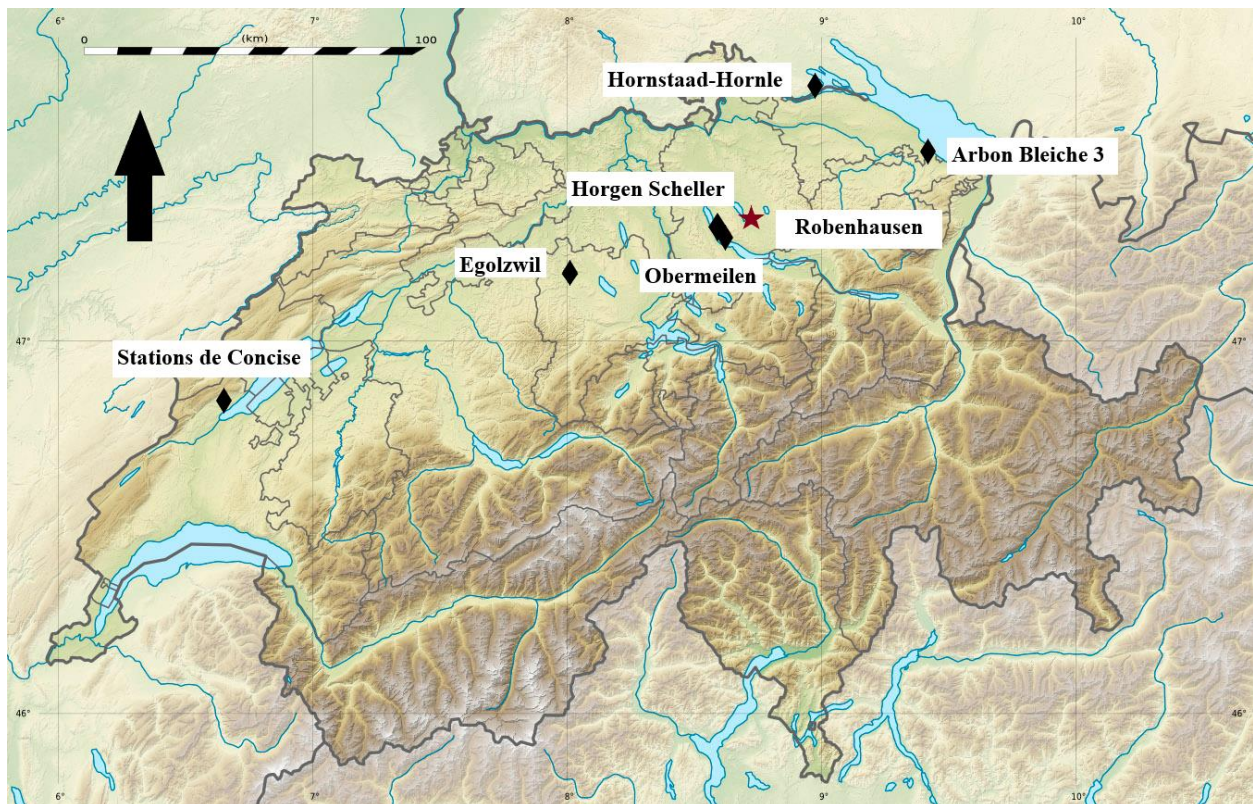 6° 7° 8° 9° 10°
0 (km) 100
Hornstaad-Hornle
Arbon Bleiche 3
Horgen Scheller
Robenhausen
Egolzwil
Obermeilen
47° 47°
Stations de Concise
46° 46°
6° 7° 8° 9° 10°